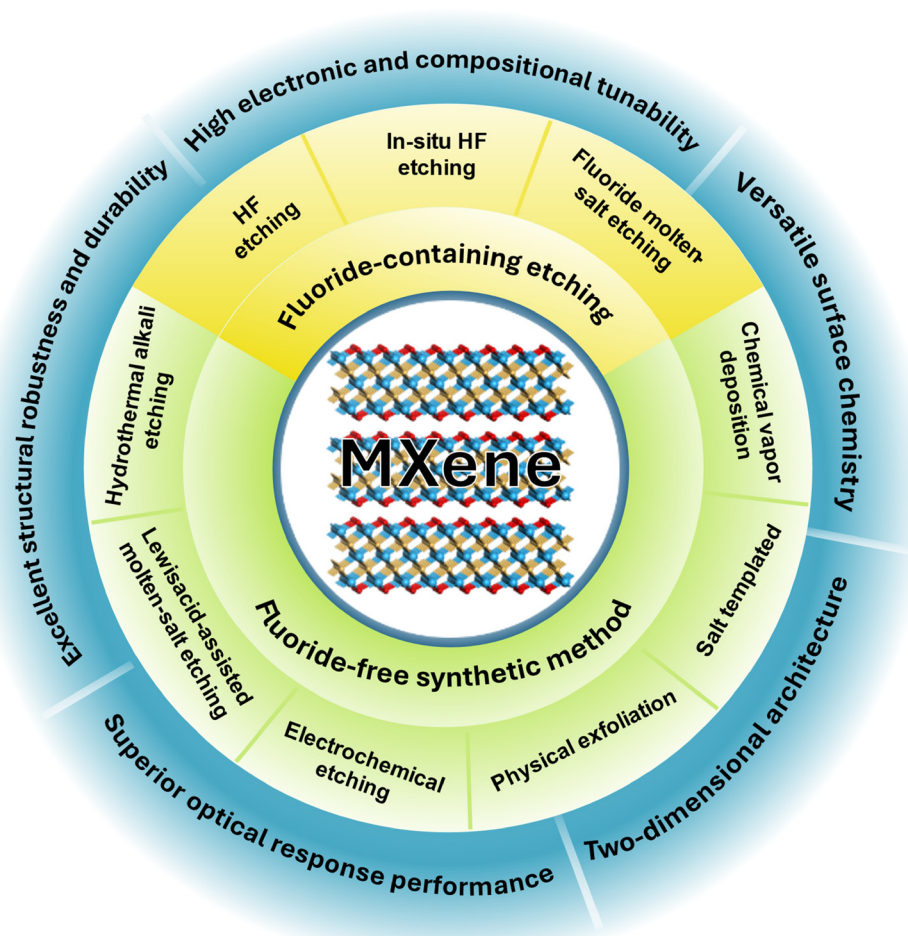 High electronic and compositional tunability
Versatile surface chemistry
Two-dimensional architecture
Superior optical response performance
Excellent structural robustness and durability
HF
etching
In-situ HF
etching
Fluoride molten-
salt etching
Chemical vapor
deposition
Salt templated
Physical exfoliation
Electrochemical
etching
Lewisacid-assisted
molten-salt etching
Hydrothermal alkali
etching
Fluoride-containing etching
Fluoride-free synthetic method
MXene